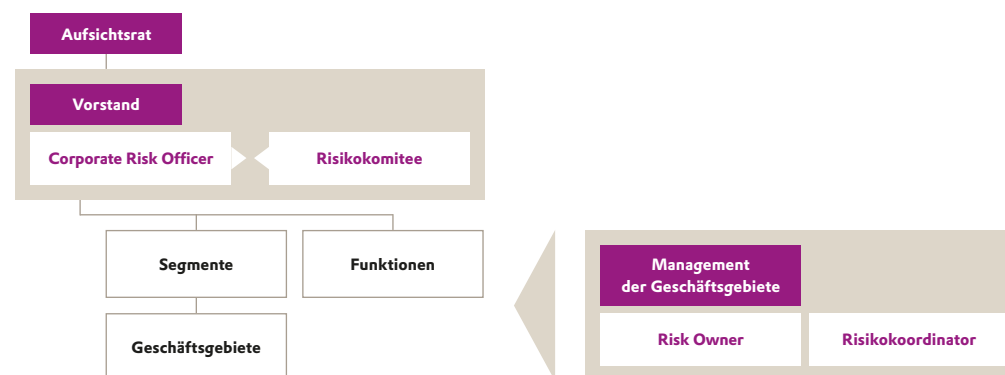 Aufsichtsrat
Vorstand
Corporate Risk Officer
Risikokomitee
Segmente
Funktionen
Geschäftsgebiete
Management
der Geschäftsgebiete
Risk Owner
Risikokoordinator